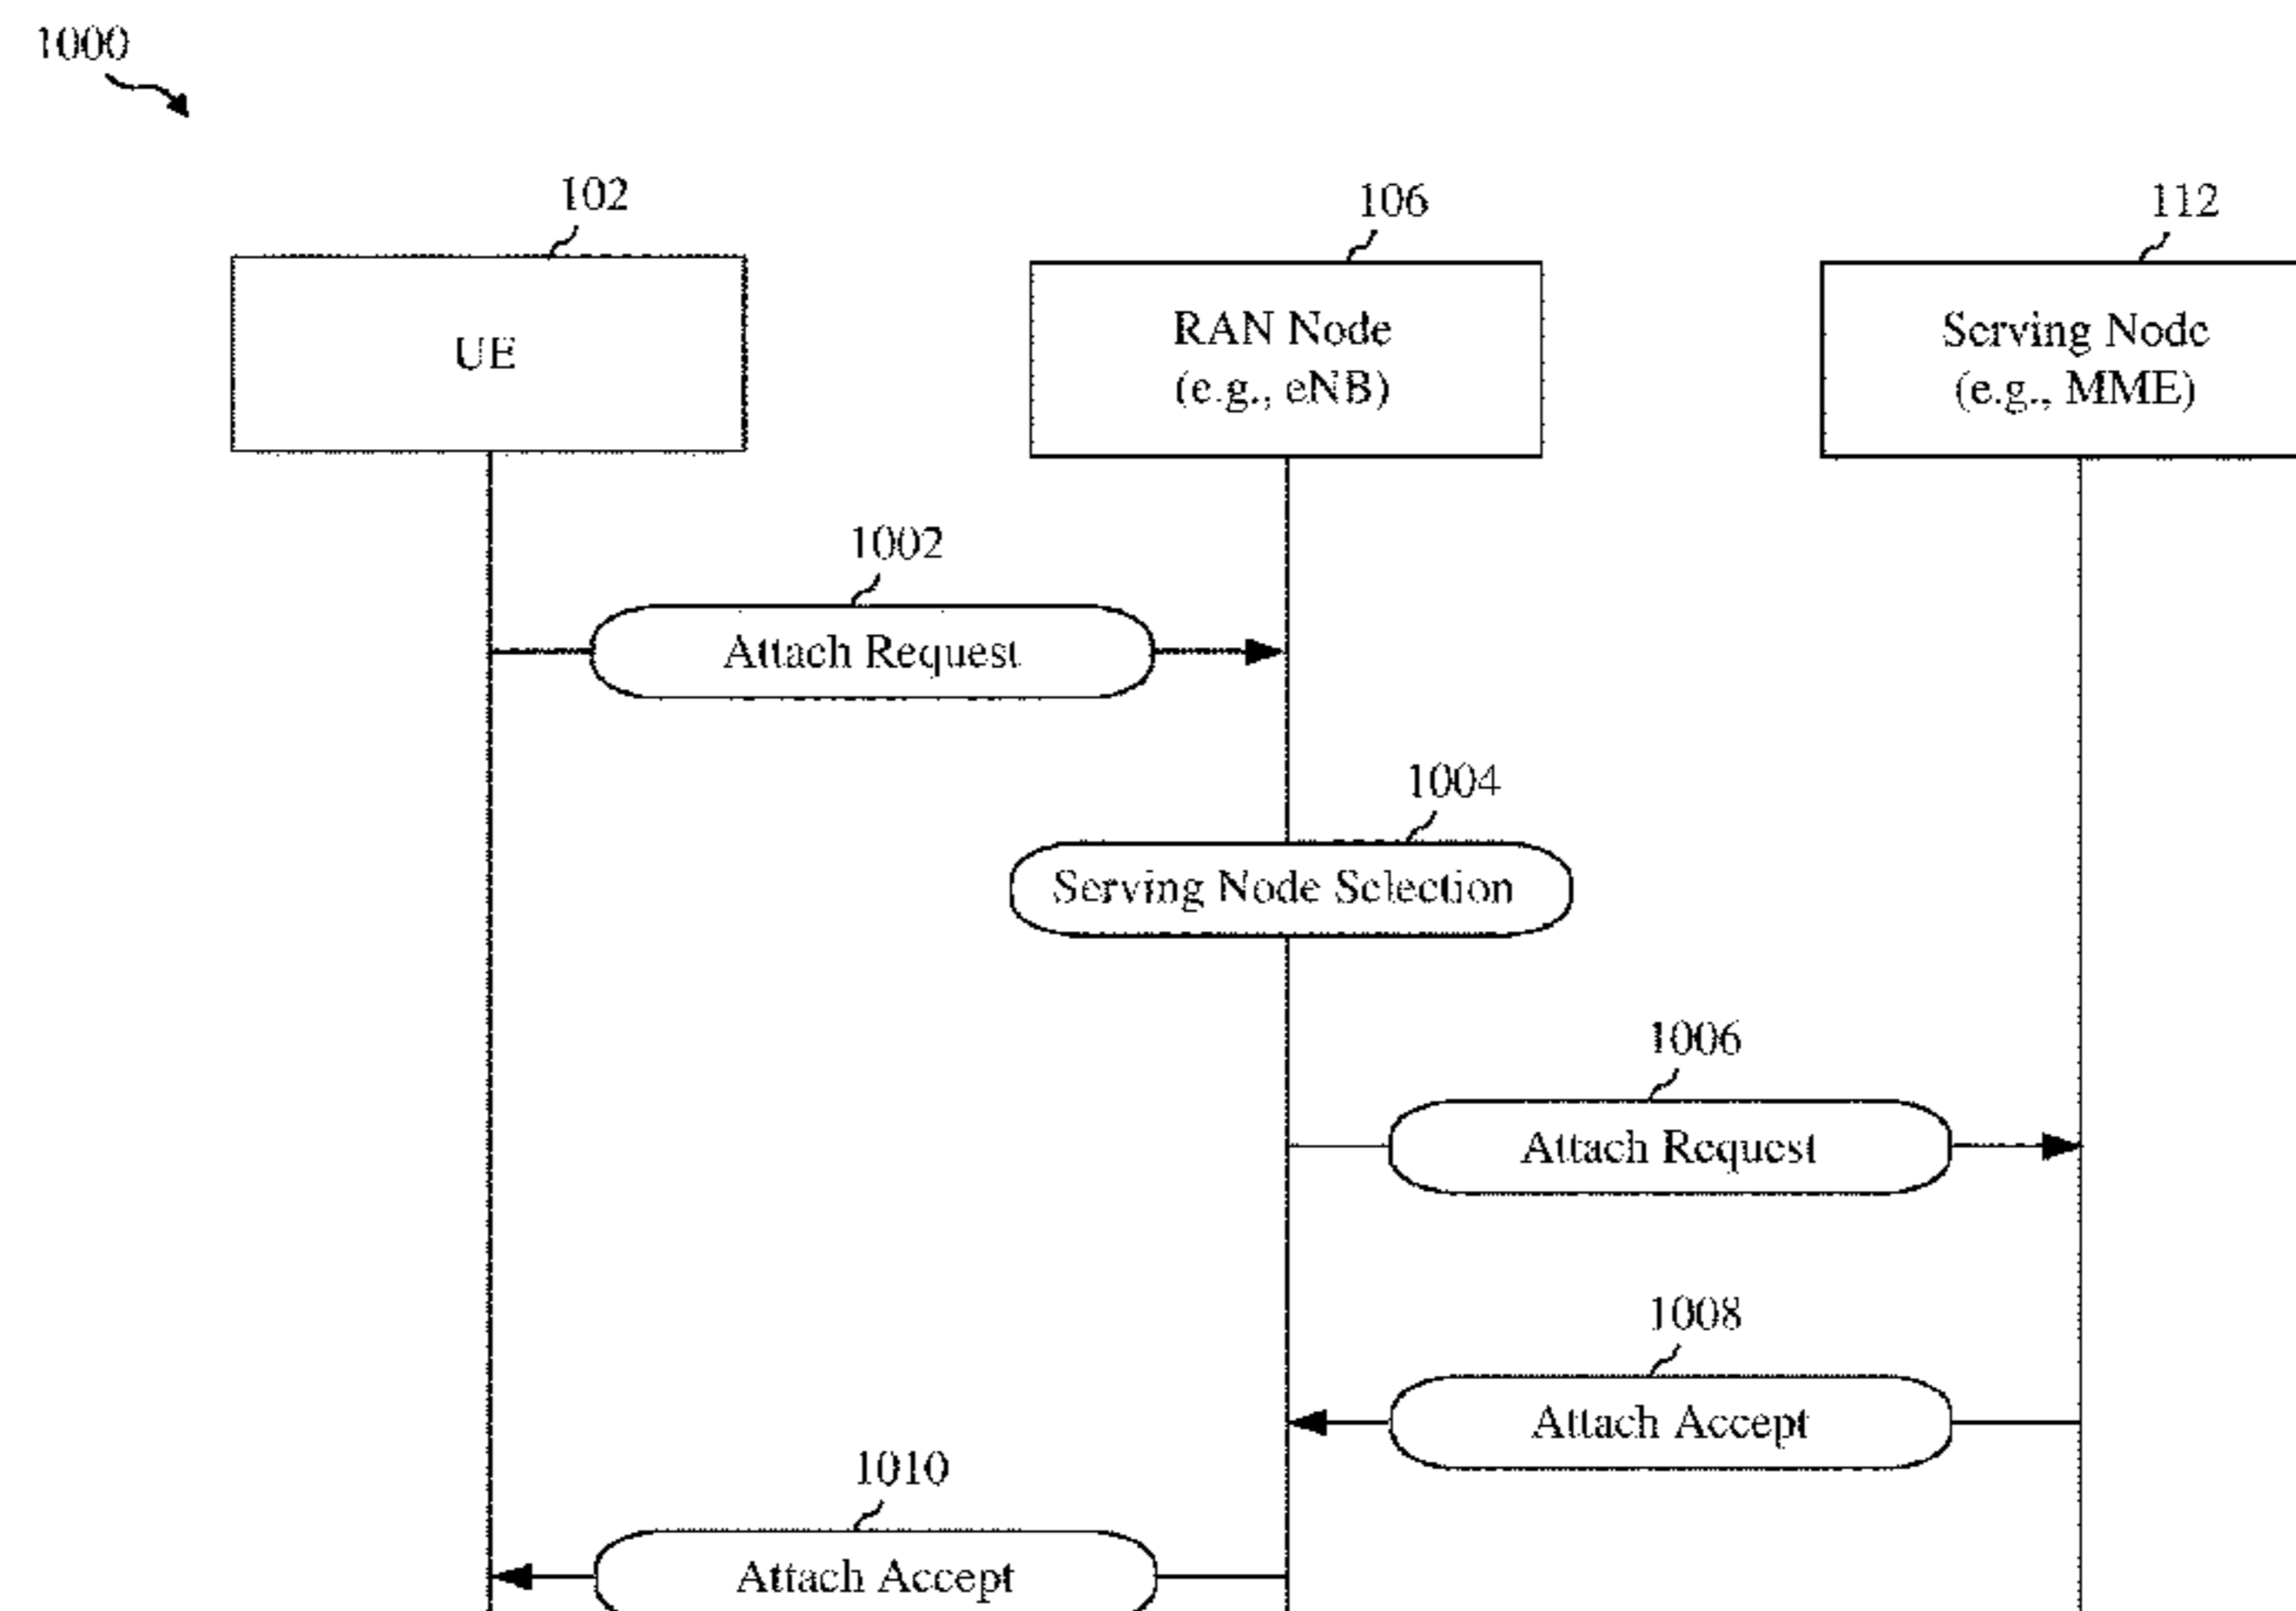 1000
102
106
112
UE
RAN Node
(e.g., eNB)
Serving Node
(e.g., MME)
1002
Attach Request
1004
Serving Node Selection
1006
Attach Request
1008
Attach Accept
1010
Attach Accept